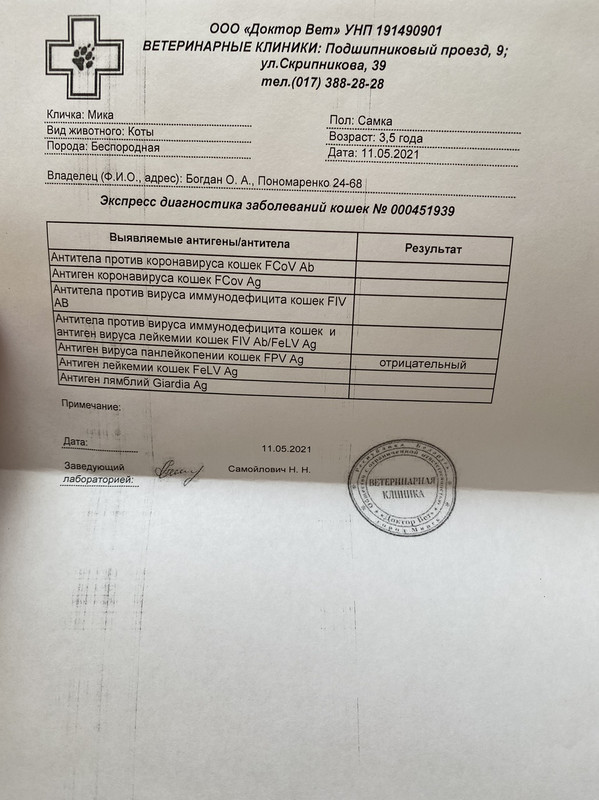 ООО «Доктор Вет» УНП 191490901
ВЕТЕРИНАРНЫЕ КЛИНИКИ: Подшипниковый проезд, 9;
ул.Скрипникова, 39
тел.(017) 388-28-28
Кличка: Мика
Пол: Самка
Вид животного: Коты
Возраст: 3,5 года
Порода: Беспородная
Дата: 11.05.2021
Владелец (Ф.И.О., адрес): Богдан О. А., Пономаренко 24-68
Экспресс диагностика заболеваний кошек № 000451939
Выявляемые антигены/антитела
Результат
Антитела против коронавируса кошек FCoV Ab
Антиген коронавируса кошек FCov Ag
Антитела против вируса иммунодефицита кошек FIV
AB
Антитела против вируса иммунодефицита кошек и
антиген вируса лейкемии кошек FIV Ab/FeLV Ag
Антиген вируса панлейкопении кошек FPV Ag
отрицательный
Антиген лейкемии кошек FeLV Ag
Антиген лямблий Giardia Ag
Примечание:
Дата:
11.05.2021
Заведующий
лабораторией:
Самойлович Н. Н.
Республика Беларусь
ВЕТЕРИНАРНАЯ
КЛИНИКА
«Доктор Вет»
город Минск